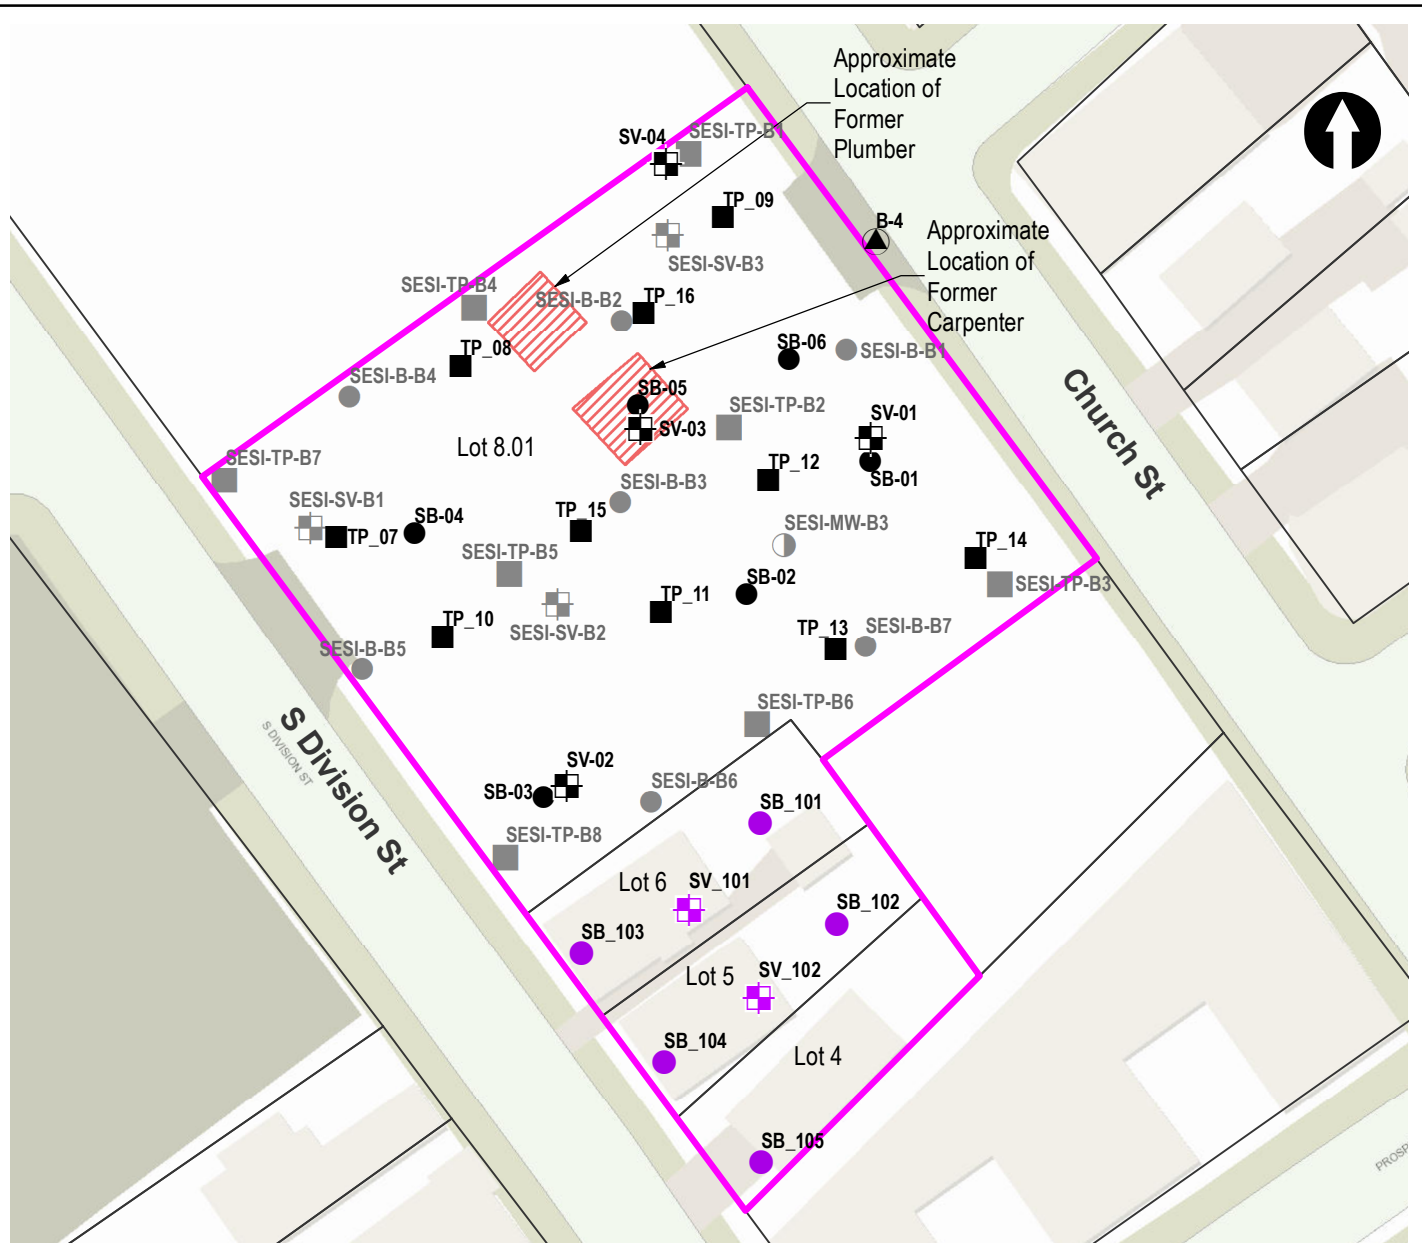 Approximate
Location of
Former
Plumber
SV-04
SESI-TP-B1
TP_09
B-4
SESI-SV-B3
Approximate
Location of
Former
Carpenter
SESI-TP-B4
SESI-B-B2
TP_16
TP_08
SB-06
SESI-B-B1
SESI-B-B4
SB-05
Church St
SV-03
SESI-TP-B2
SV-01
Lot 8.01
SESI-TP-B7
TP_12
SB-01
SESI-B-B3
SESI-SV-B1
TP_07
SB-04
TP_15
SESI-MW-B3
TP_14
SESI-TP-B5
SESI-TP-B3
SB-02
TP_11
TP_10
SESI-SV-B2
TP_13
SESI-B-B7
SESI-B-B5
SESI-TP-B6
S Division St
S DIVISION ST
SV-02
SB-03
SESI-B-B6
SB_101
SESI-TP-B8
Lot 6
SV_101
SB_102
SB_103
Lot 5
SV_102
SB_104
Lot 4
SB_105
PROSP